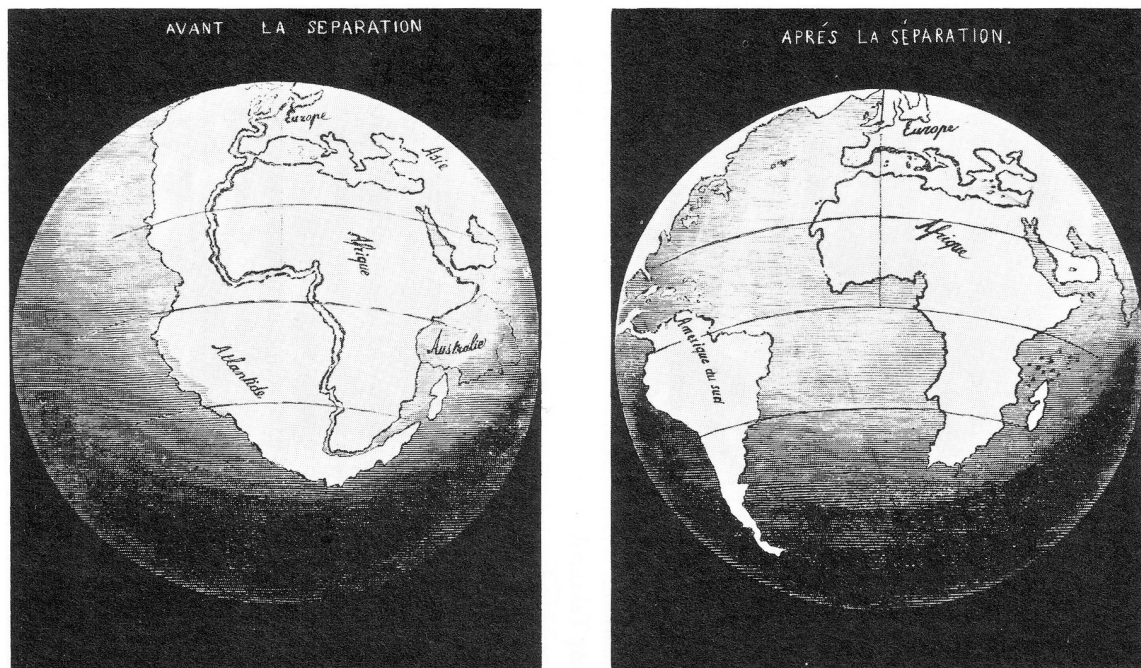 AVANT LA SEPARATION
Europe
Asie
Afrique
Australie
Atlantide
APRÉS LA SÉPARATION.
Europe
Afrique
Amérique du sud